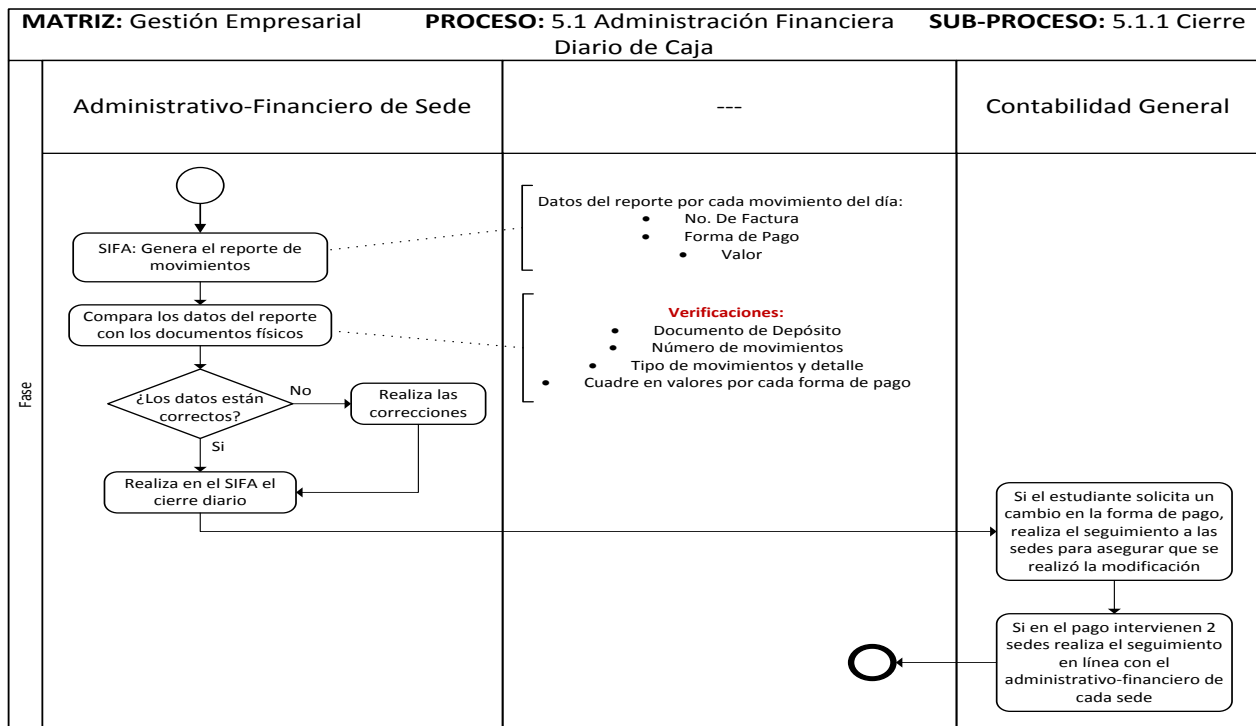 MATRIZ: Gestión Empresarial PROCESO: 5.1 Administración Financiera SUB-PROCESO: 5.1.1 Cierre
Diario de Caja
Fase
Administrativo-Financiero de Sede
---
Contabilidad General
SIFA: Genera el reporte de
movimientos
Datos del reporte por cada movimiento del día:
• No. De Factura
• Forma de Pago
• Valor
Compara los datos del reporte
con los documentos físicos
Verificaciones:
• Documento de Depósito
• Número de movimientos
• Tipo de movimientos y detalle
• Cuadre en valores por cada forma de pago
¿Los datos están
correctos?
No
Realiza las
correcciones
Si
Realiza en el SIFA el
cierre diario
Si el estudiante solicita un
cambio en la forma de pago,
realiza el seguimiento a las
sedes para asegurar que se
realizó la modificación
Si en el pago intervienen 2
sedes realiza el seguimiento
en línea con el
administrativo-financiero de
cada sede